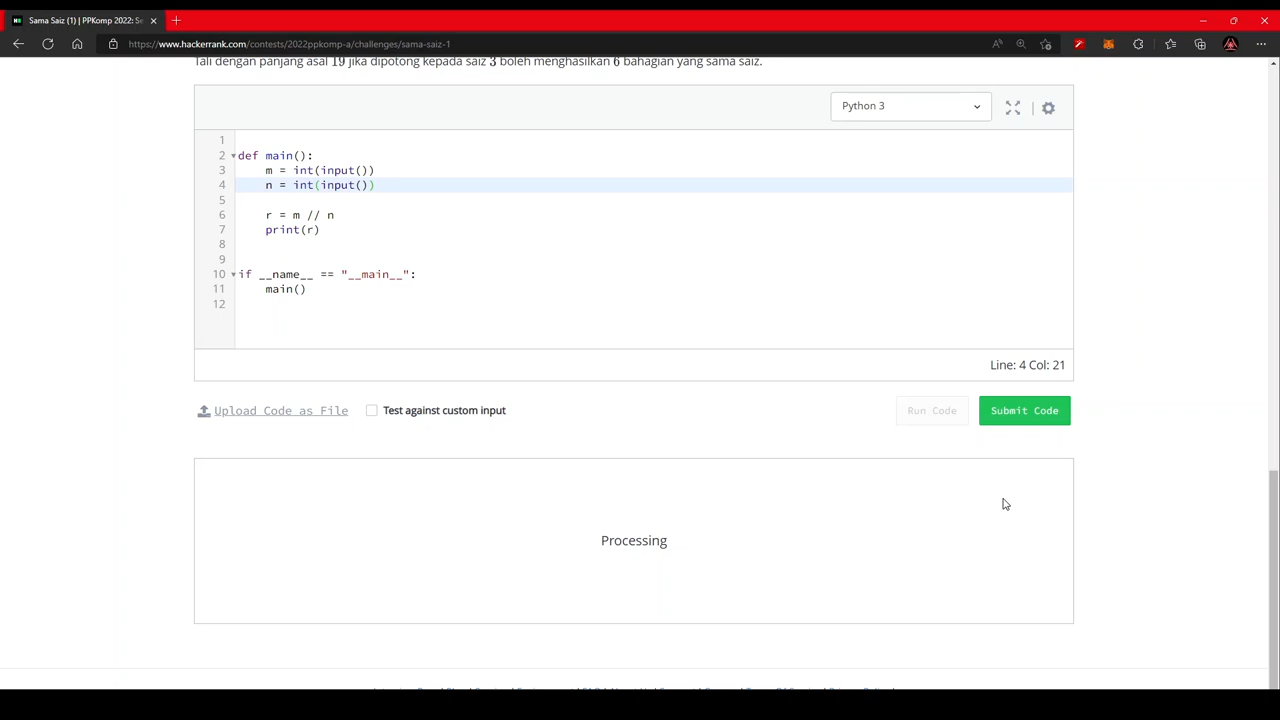 Sama Saiz (1) | PPKomp 2022: Se
https://www.hackerrank.com/contests/2022ppkomp-a/challenges/sama-saiz-1
Tali dengan panjang asal 19 jika dipotong kepada saiz 3 boleh menghasilkan 6 bahagian yang sama saiz.
Python 3
1
2 def main():
3 m = int(input())
4 n = int(input())
5
6 r = m // n
7 print(r)
8
9
10 if __name__ == "__main__":
11 main()
12
Line: 4 Col: 21
Upload Code as File Test against custom input Run Code Submit Code
Processing